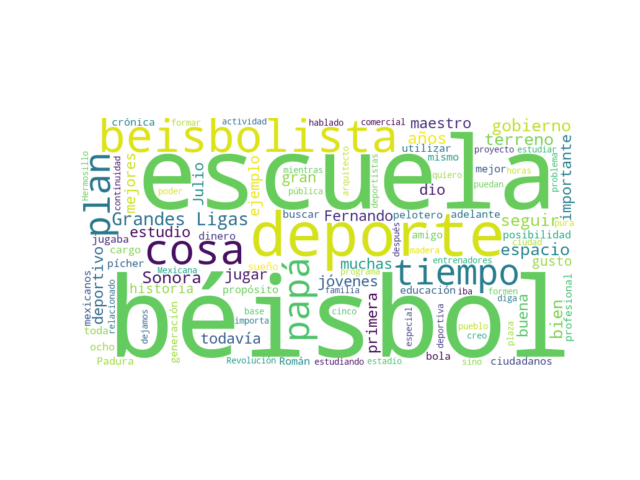 crónica formar actividad hablado comercial maestro gobierno
beisbolista años terreno
utilizar proyecto estudiar
Hermosillo continuidad plan mejores poder Julio ejemplo gran mientras pública arquitecto deportistas amigo mismo quiero mejor horas puedan problema importante
escuela
dio
Grandes Ligas buscar Fernando pelotero adelante seguir pura
jugaba estudio dinero deporte después posibilidad
cargo cosa madera ciudad espacio
mexicanos deportivo pícher Mexicana Sonora sueño jugar papá muchas entrenadores gusto
relacionado historia propósito jóvenes programa tiempo profesional
educación iba formen
toda generación base cinco familia primera especial deportiva pueblo diga buena bien
ocho dejamos béisbol importa todavía creo plaza
Padura Revolución Román estudiando estadio bola sino ciudadanos